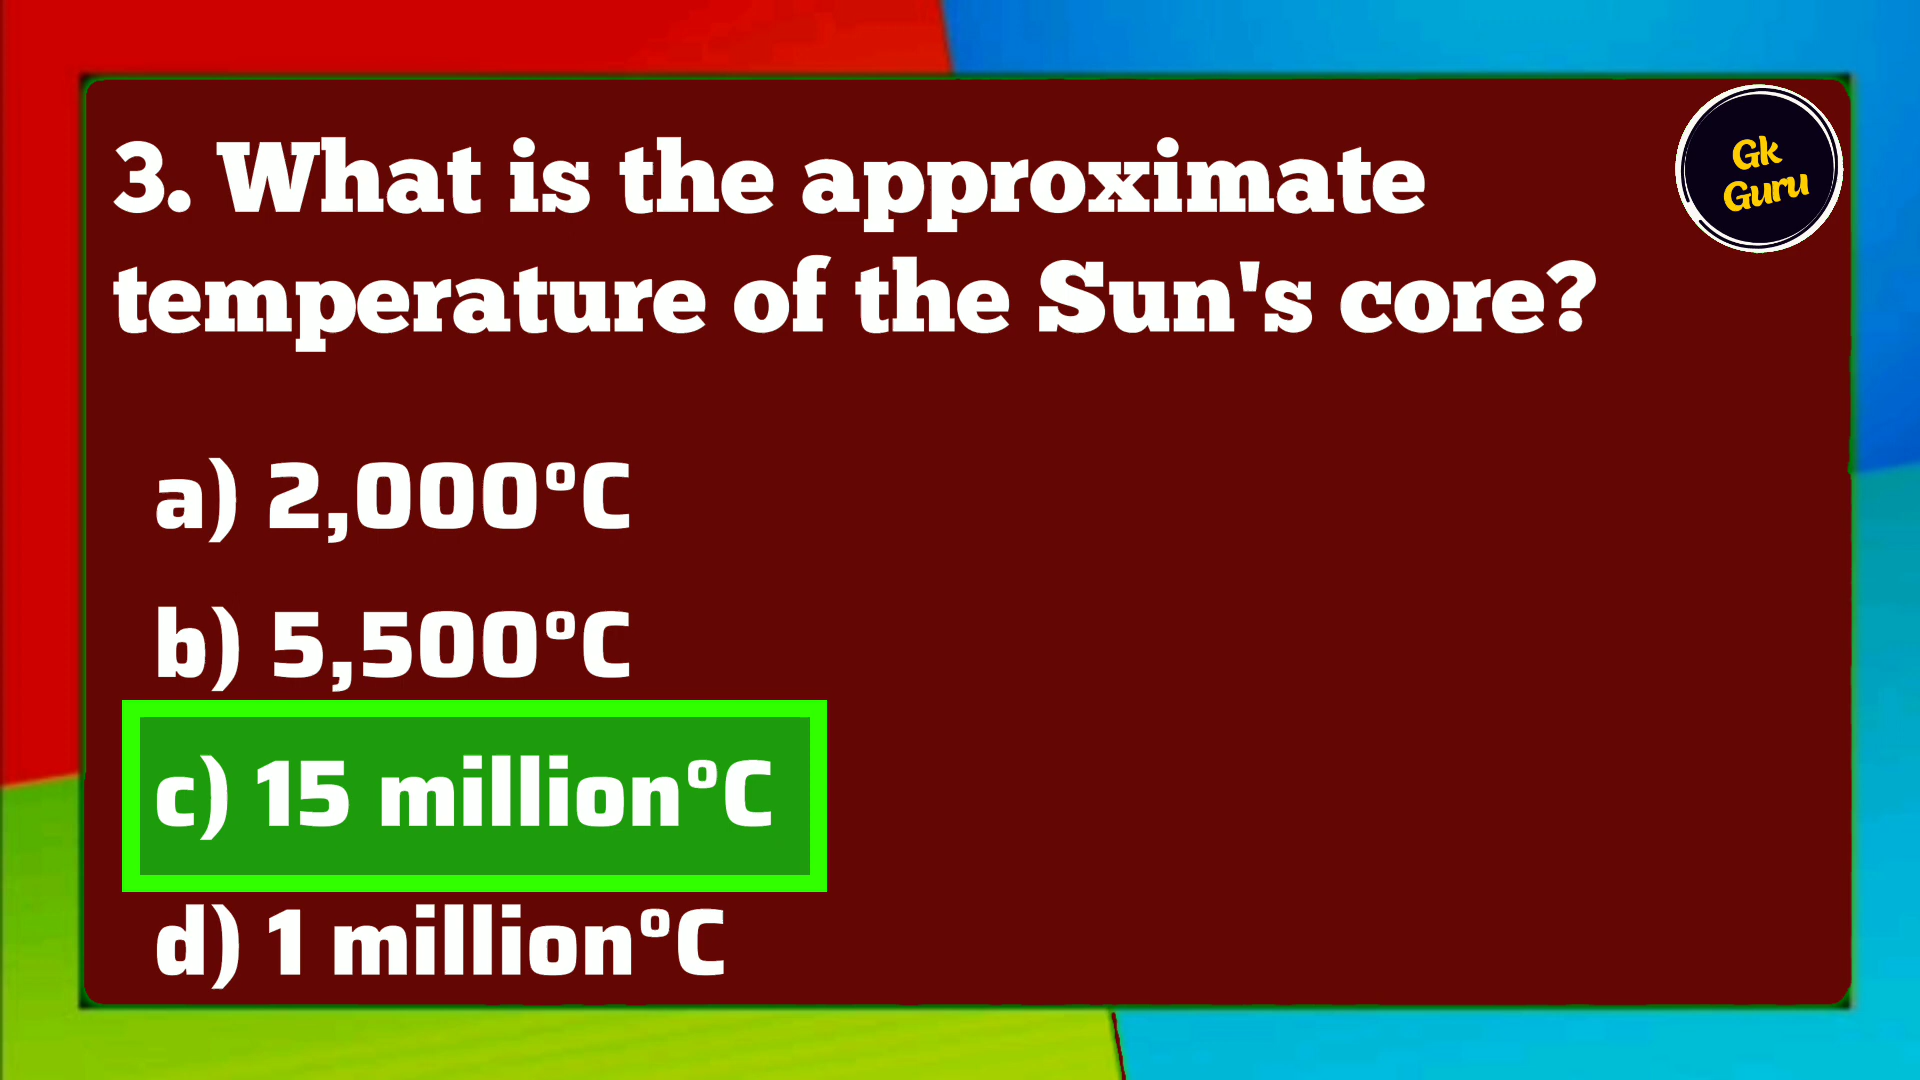 Gk
Guru
3. What is the approximate
temperature of the Sun's core?
a) 2,000°C
b) 5,500°C
c) 15 million°C
d) 1 million°C